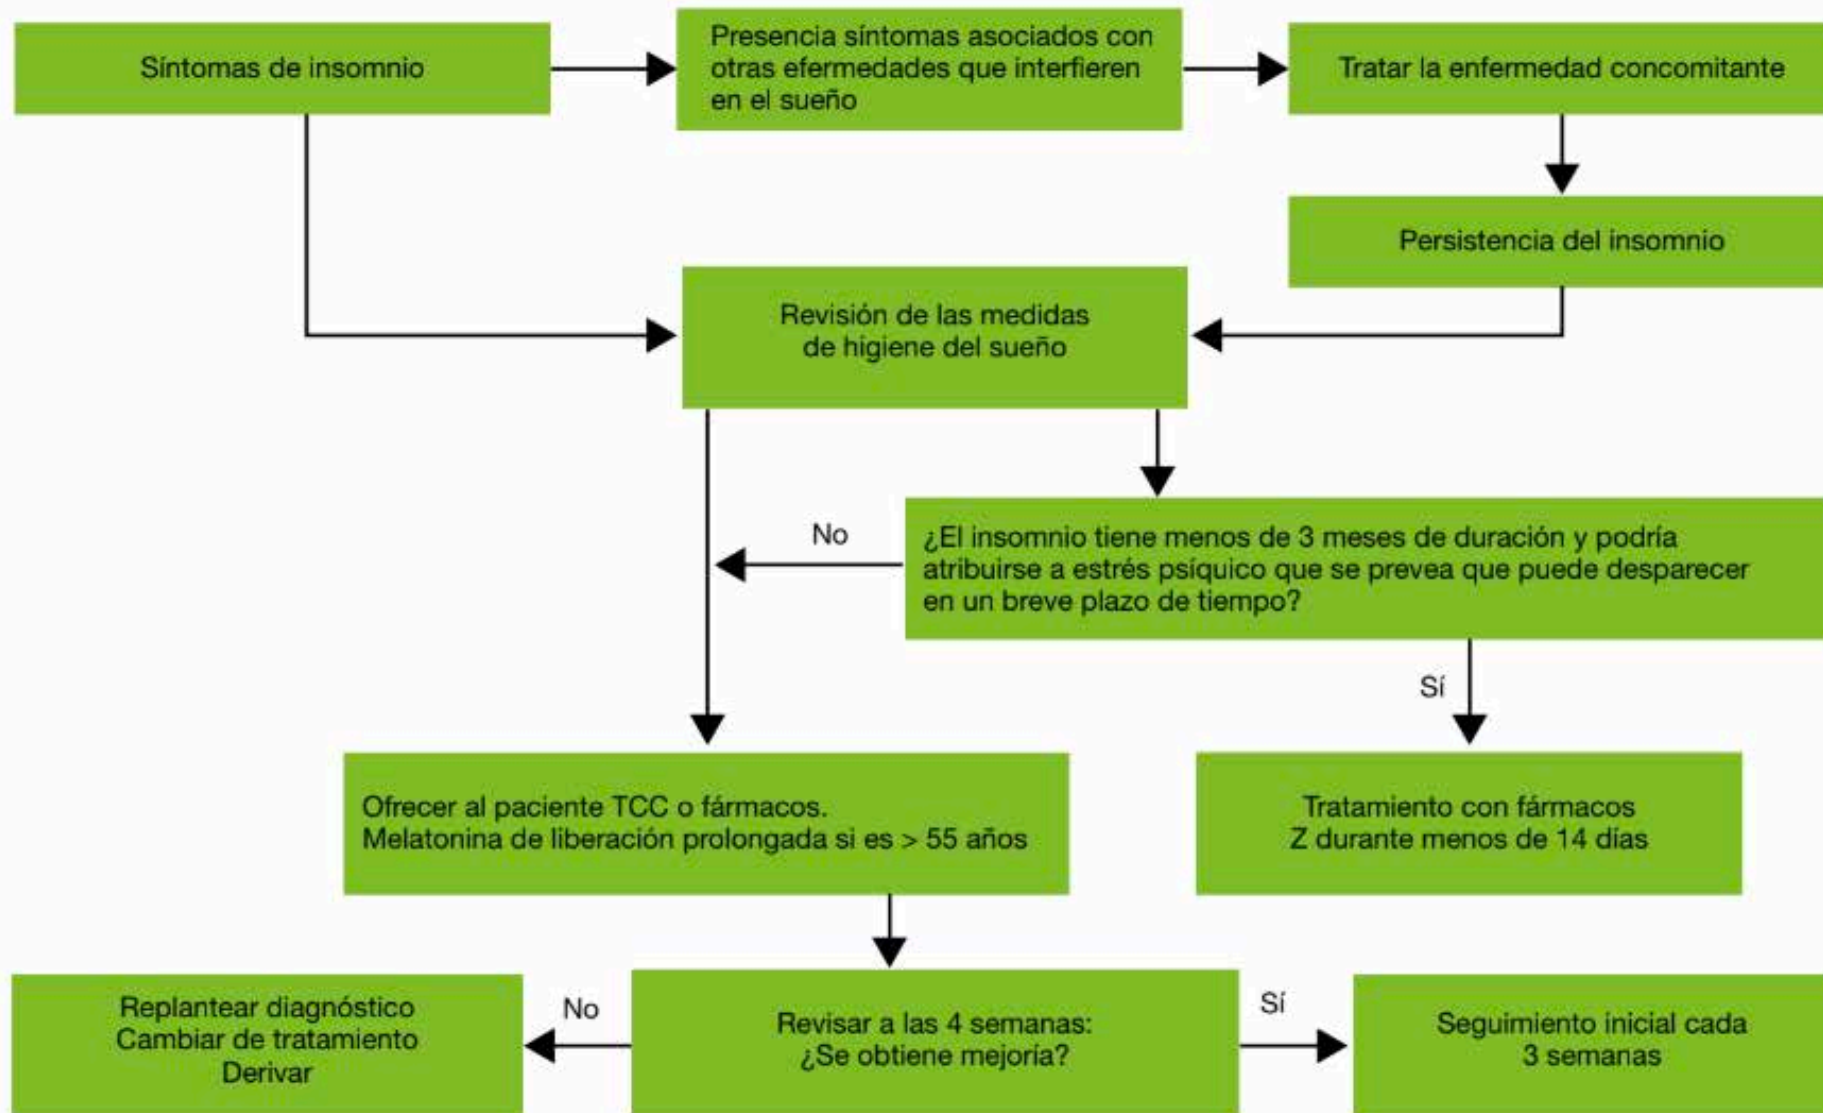 Síntomas de insomnio
Presencia síntomas asociados con
otras efermedades que interfieren
en el sueño
Tratar la enfermedad concomitante
Persistencia del insomnio
Revisión de las medidas
de higiene del sueño
No
¿El insomnio tiene menos de 3 meses de duración y podría
atribuirse a estrés psíquico que se prevea que puede desparecer
en un breve plazo de tiempo?
Sí
Ofrecer al paciente TCC o fármacos.
Melatonina de liberación prolongada si es > 55 años
Tratamiento con fármacos
Z durante menos de 14 días
Replantear diagnóstico
Cambiar de tratamiento
Derivar
No
Revisar a las 4 semanas:
¿Se obtiene mejoría?
Sí
Seguimiento inicial cada
3 semanas